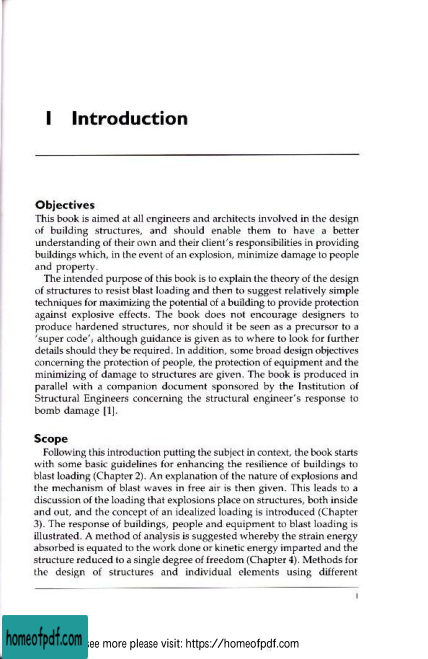 1 Introduction
Objectives
This book is aimed at all engineers and architects involved in the design
of building structures, and should enable them to have a better
understanding of their own and their client's responsibilities in providing
buildings which, in the event of an explosion, minimize damage to people
and property.
The intended purpose of this book is to explain the theory of the design
of structures to resist blast loading and then to suggest relatively simple
techniques for maximizing the potential of a building to provide protection
against explosive effects. The book does not encourage designers to
produce hardened structures, nor should it be seen as a precursor to a
'super code', although guidance is given as to where to look for further
details should they be required. In addition, some broad design objectives
concerning the protection of people, the protection of equipment and the
minimizing of damage to structures are given. The book is produced in
parallel with a companion document sponsored by the Institution of
Structural Engineers concerning the structural engineer's response to
bomb damage [1].
Scope
Following this introduction putting the subject in context, the book starts
with some basic guidelines for enhancing the resilience of buildings to
blast loading (Chapter 2). An explanation of the nature of explosions and
the mechanism of blast waves in free air is then given. This leads to a
discussion of the loading that explosions place on structures, both inside
and out, and the concept of an idealized loading is introduced (Chapter
3). The response of buildings, people and equipment to blast loading is
illustrated. A method of analysis is suggested whereby the strain energy
absorbed is equated to the work done or kinetic energy imparted and the
structure reduced to a single degree of freedom (Chapter 4). Methods for
the design of structures and individual elements using different
1
homeofpdf.com see more please visit: https://homeofpdf.com